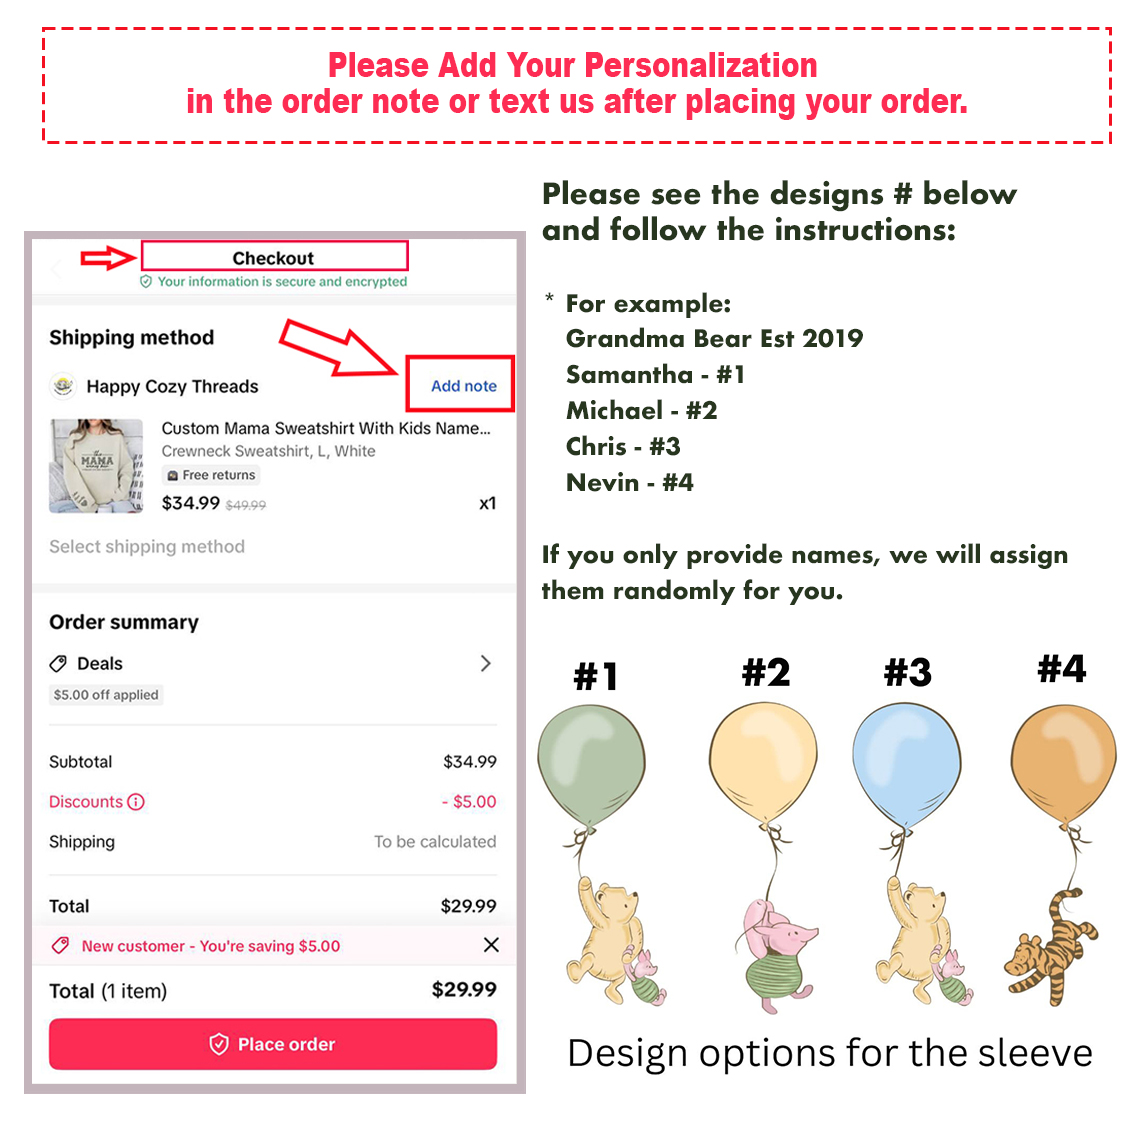 Please Add Your Personalization
in the order note or text us after placing your order.
Please see the designs # below
and follow the instructions:
* For example:
Grandma Bear Est 2019
Samantha - #1
Michael - #2
Chris - #3
Nevin - #4
If you only provide names, we will assign
them randomly for you.
Checkout
Your information is secure and encrypted
Shipping method
Happy Cozy Threads
Add note
Custom Mama Sweatshirt With Kids Name...
Crewneck Sweatshirt, L, White
Free returns
$34.99 $49.99 x1
MAMA
Select shipping method
Order summary
Deals
$5.00 off applied
Subtotal $34.99
Discounts - $5.00
Shipping To be calculated
Total $29.99
New customer - You're saving $5.00
Total (1 item) $29.99
Place order
#1 #2 #3 #4
Design options for the sleeve